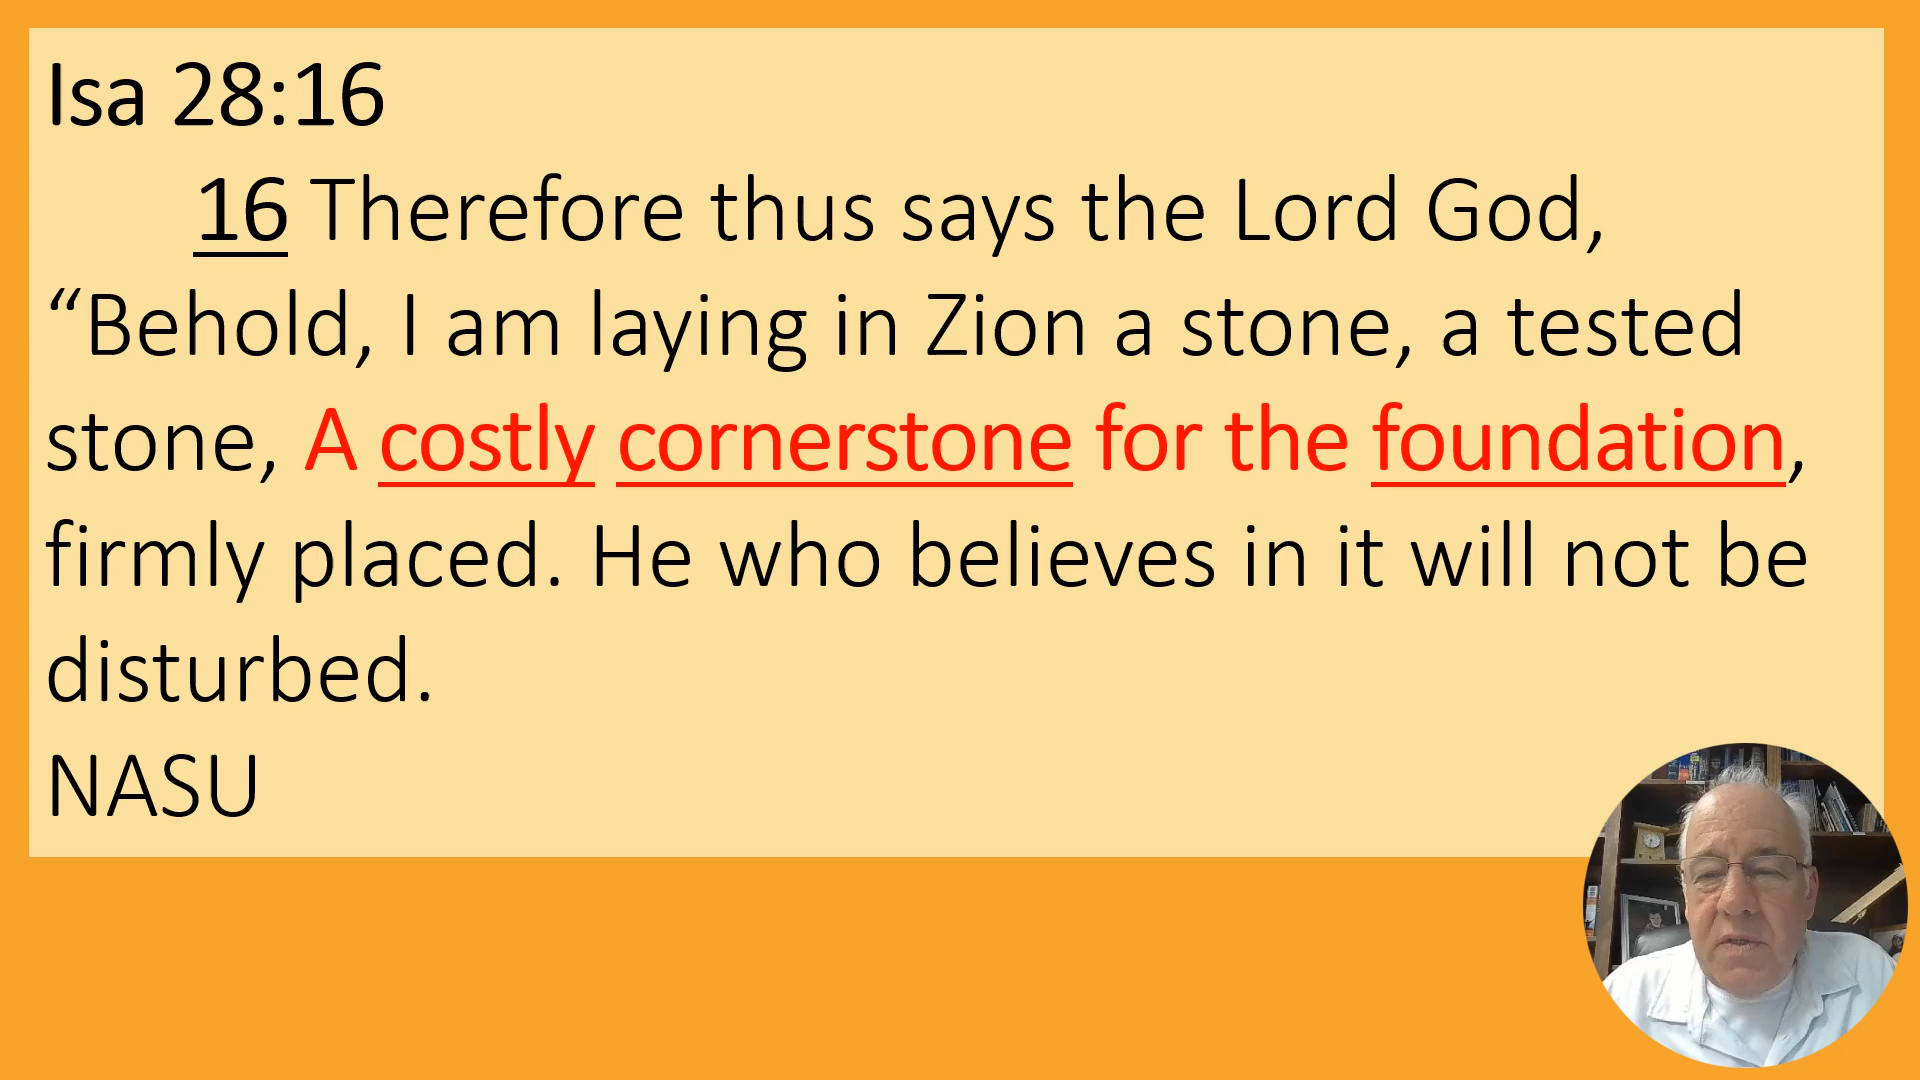 Isa 28:16
16 Therefore thus says the Lord God,
“Behold, I am laying in Zion a stone, a tested
stone, A costly cornerstone for the foundation,
firmly placed. He who believes in it will not be
disturbed.
NASU